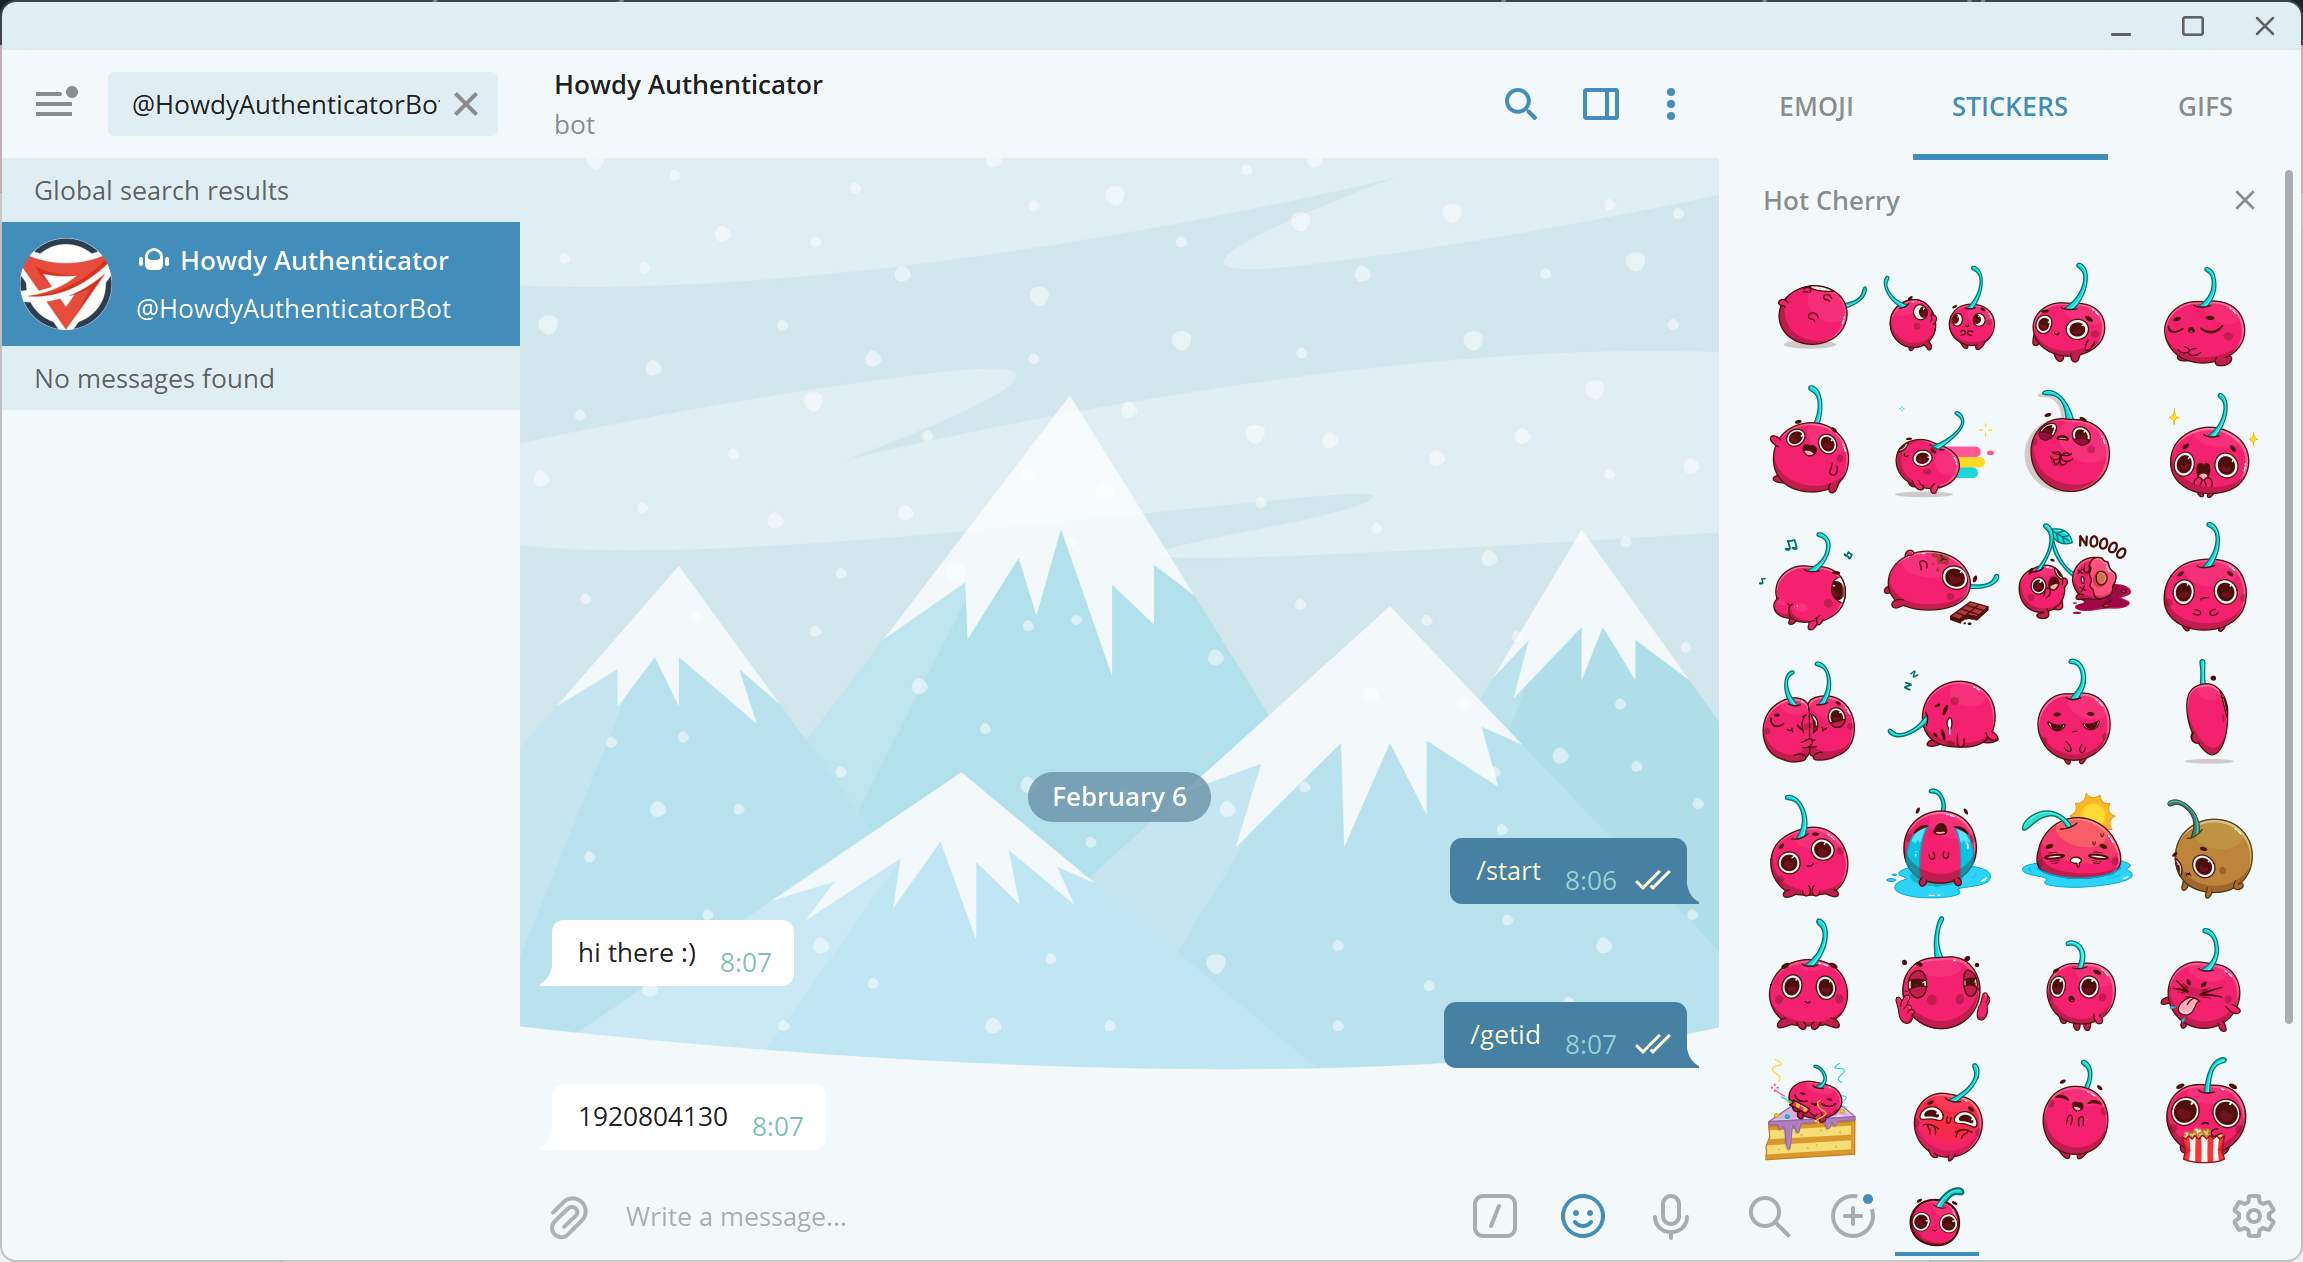 @HowdyAuthenticatorBot
Howdy Authenticator
bot
EMOJI
STICKERS
GIFS
Global search results
Howdy Authenticator
@HowdyAuthenticatorBot
No messages found
Hot Cherry
NOOOO
February 6
/start 8:06
hi there :) 8:07
/getid 8:07
1920804130 8:07
Write a message...